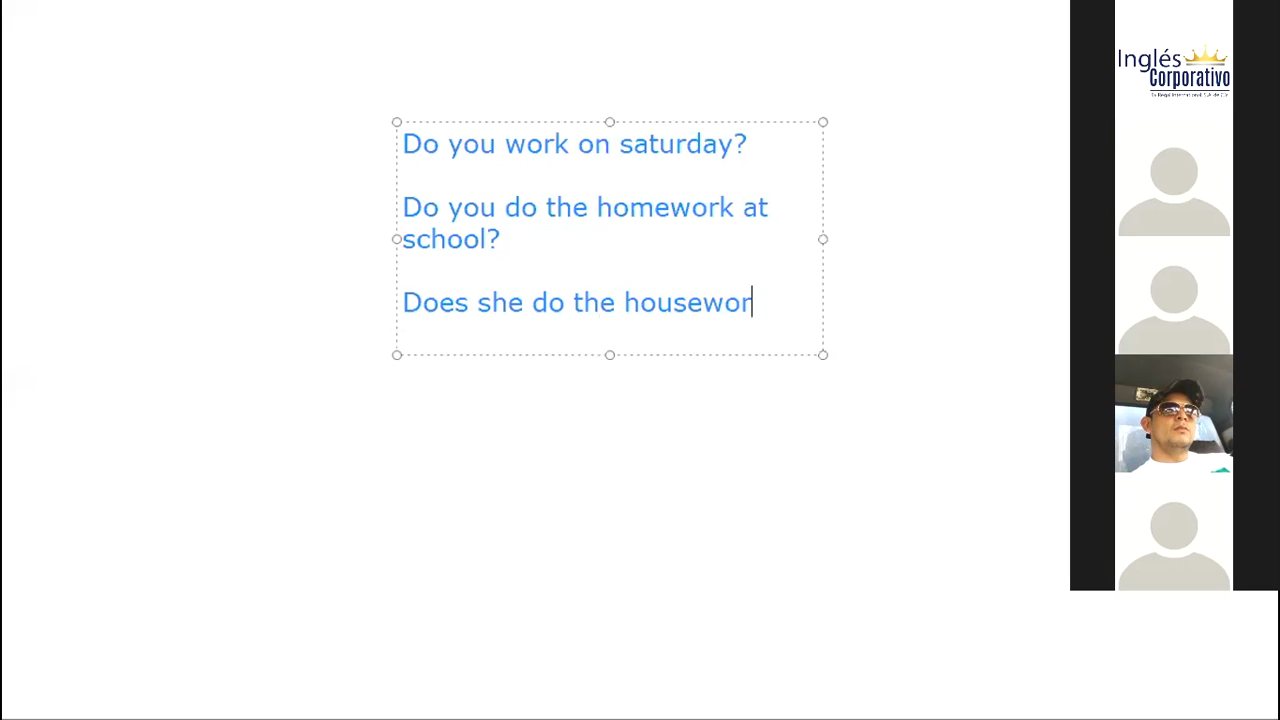 Inglés
Corporativo
Do you work on saturday?
Do you do the homework at
school?
Does she do the housewor